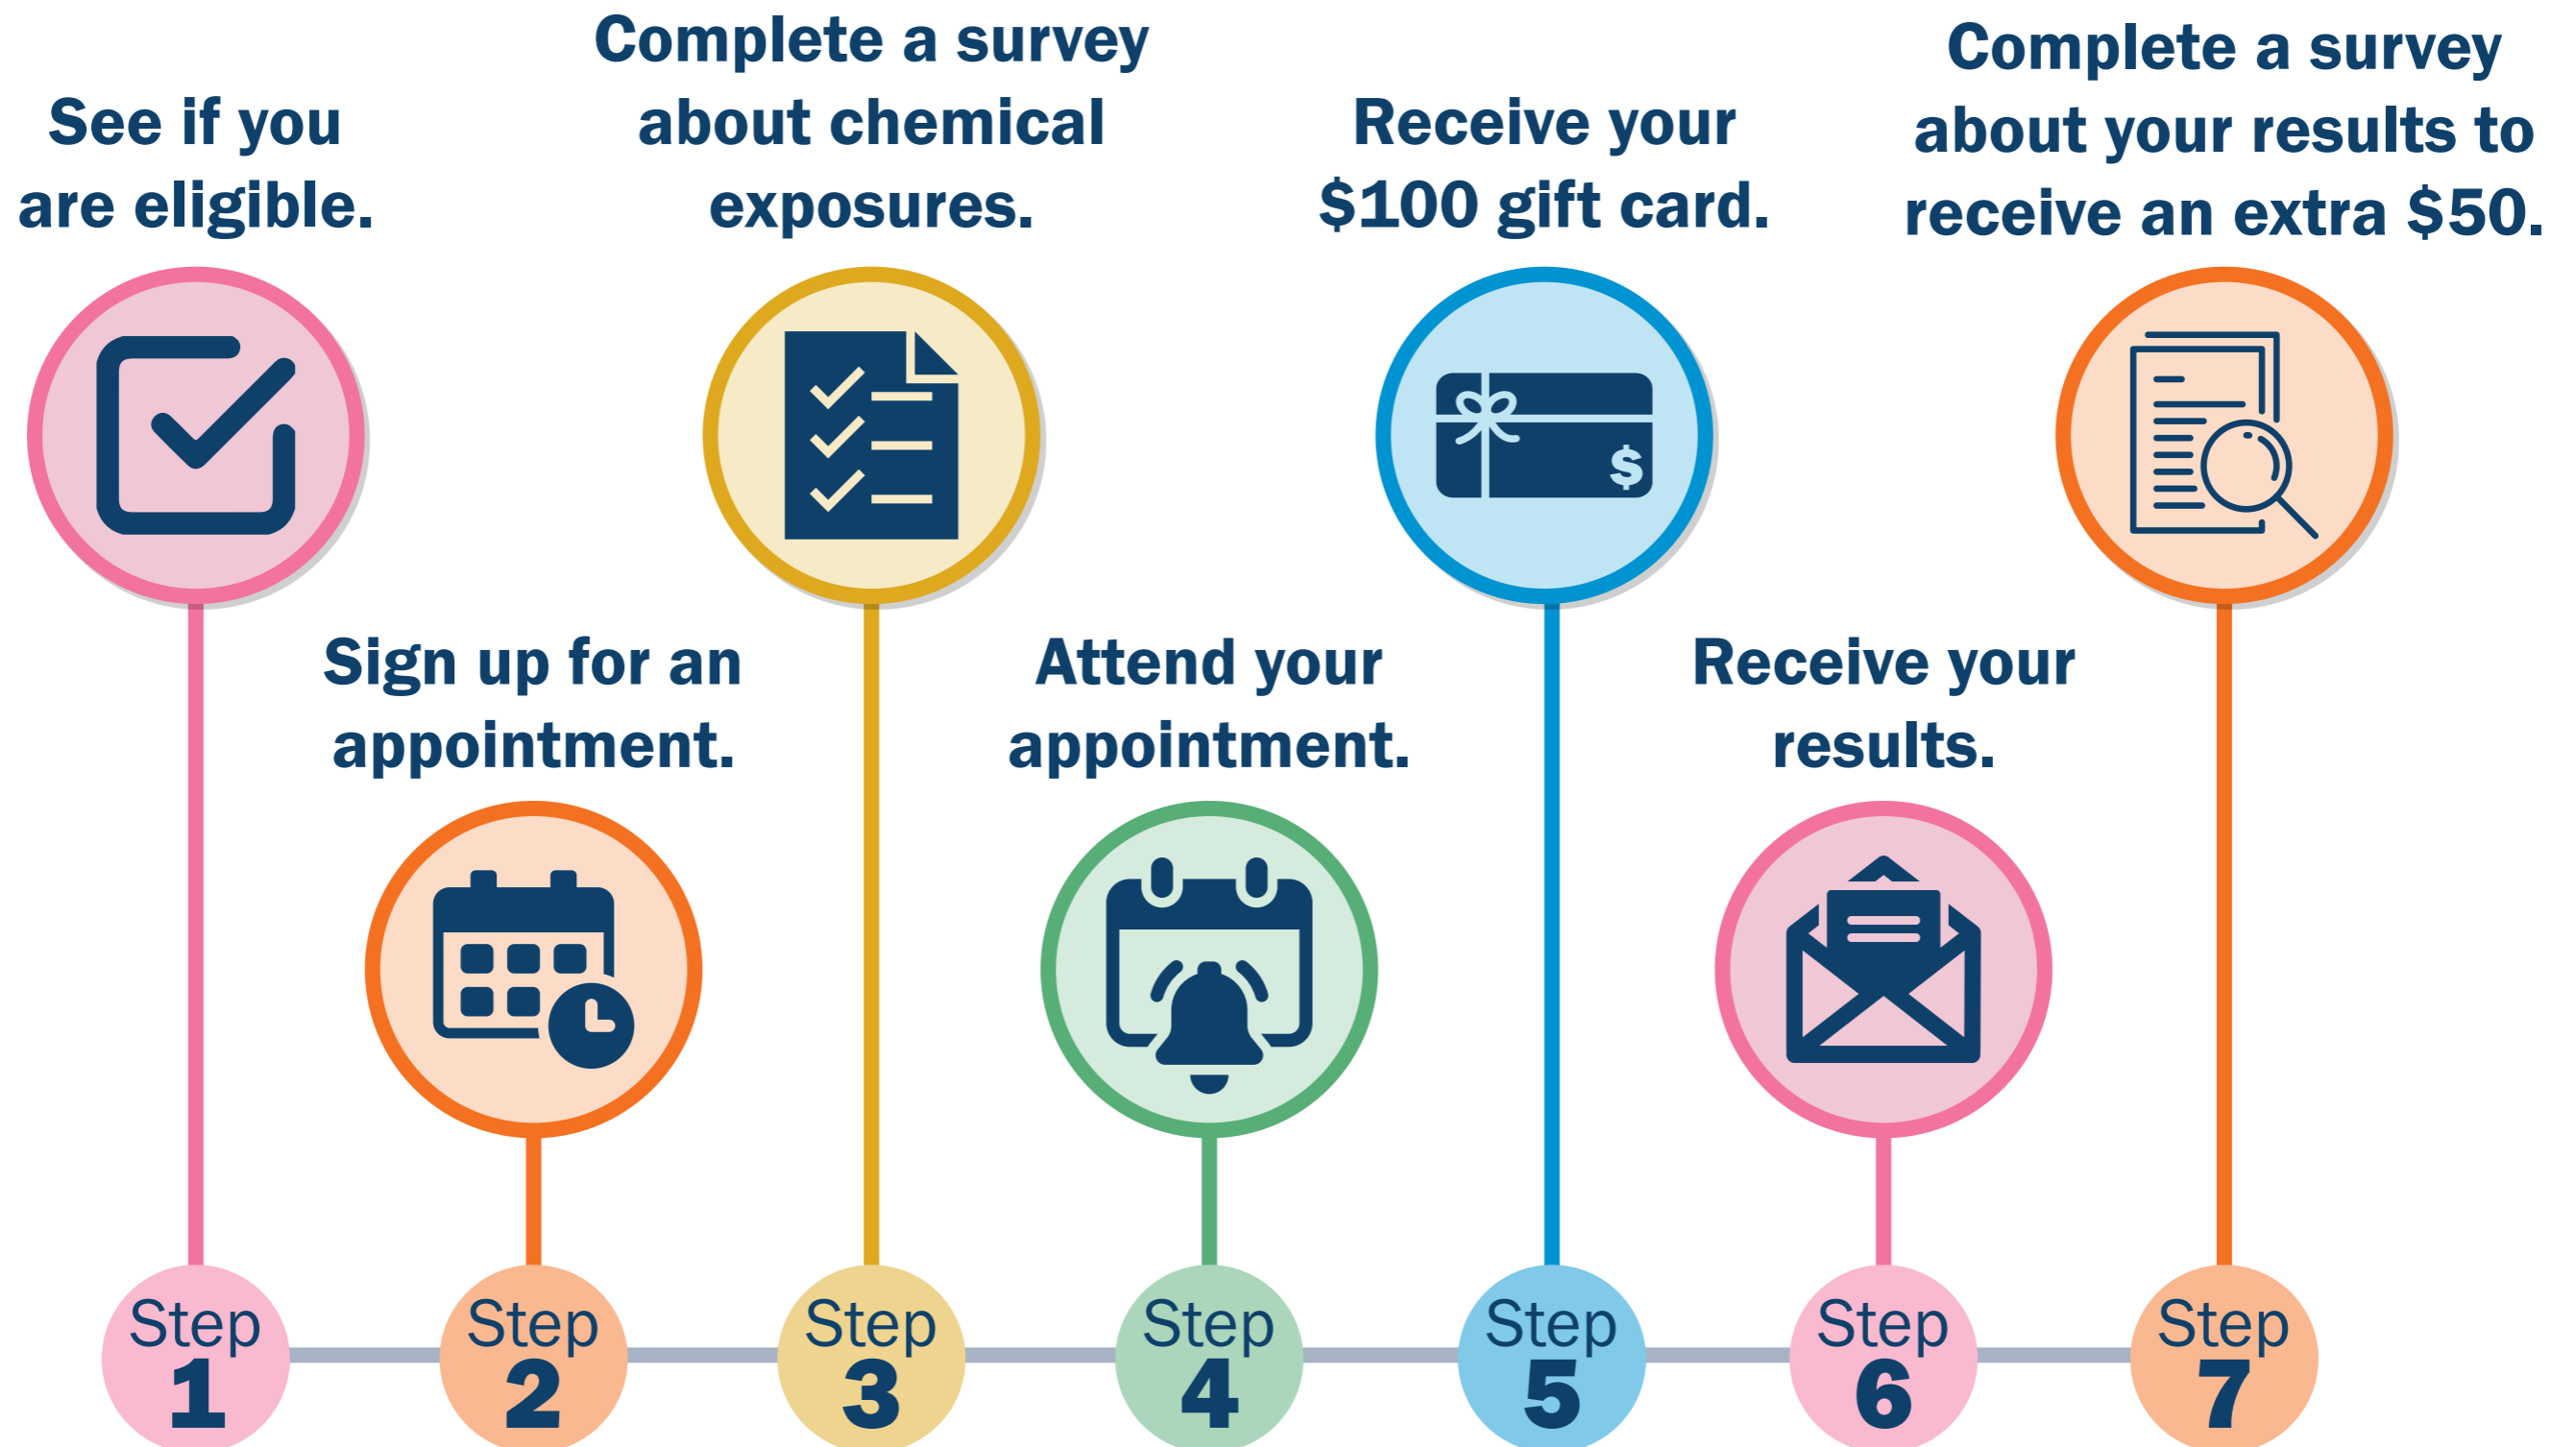 See if you
are eligible.
Sign up for an
appointment.
Complete a survey
about chemical
exposures.
Attend your
appointment.
Receive your
$100 gift card.
$
Receive your
results.
Complete a survey
about your results to
receive an extra $50.
Step
1
Step
2
Step
3
Step
4
Step
5
Step
6
Step
7